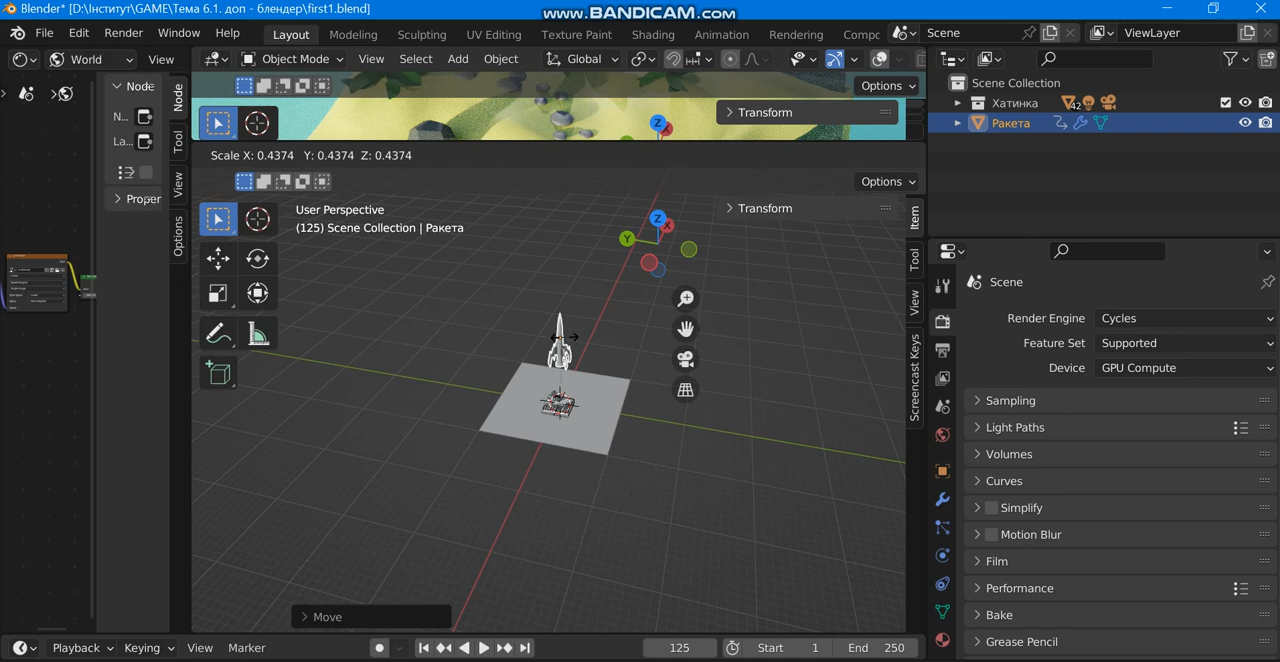 Blender* [D:\Інститут\GAME\Тема 6.1. доп - блендер\first1.blend]
www.BANDICAM.com
File Edit Render Window Help
Layout Modeling Sculpting UV Editing Texture Paint Shading Animation Rendering Compc
Scene
ViewLayer
World
View
Object Mode
View Select Add Object
Global
Options
Node
N...
La...
Proper
Node
Tool
View
Options
Transform
Scale X: 0.4374 Y: 0.4374 Z: 0.4374
Options
User Perspective
(125) Scene Collection | Ракета
Transform
Z
X
Y
Item
Tool
View
Screencast Keys
Move
Scene Collection
Хатинка
42
Ракета
Scene
Render Engine Cycles
Feature Set Supported
Device GPU Compute
Sampling
Light Paths
Volumes
Curves
Simplify
Motion Blur
Film
Performance
Bake
Grease Pencil
Playback Keying View Marker
125
Start 1
End 250